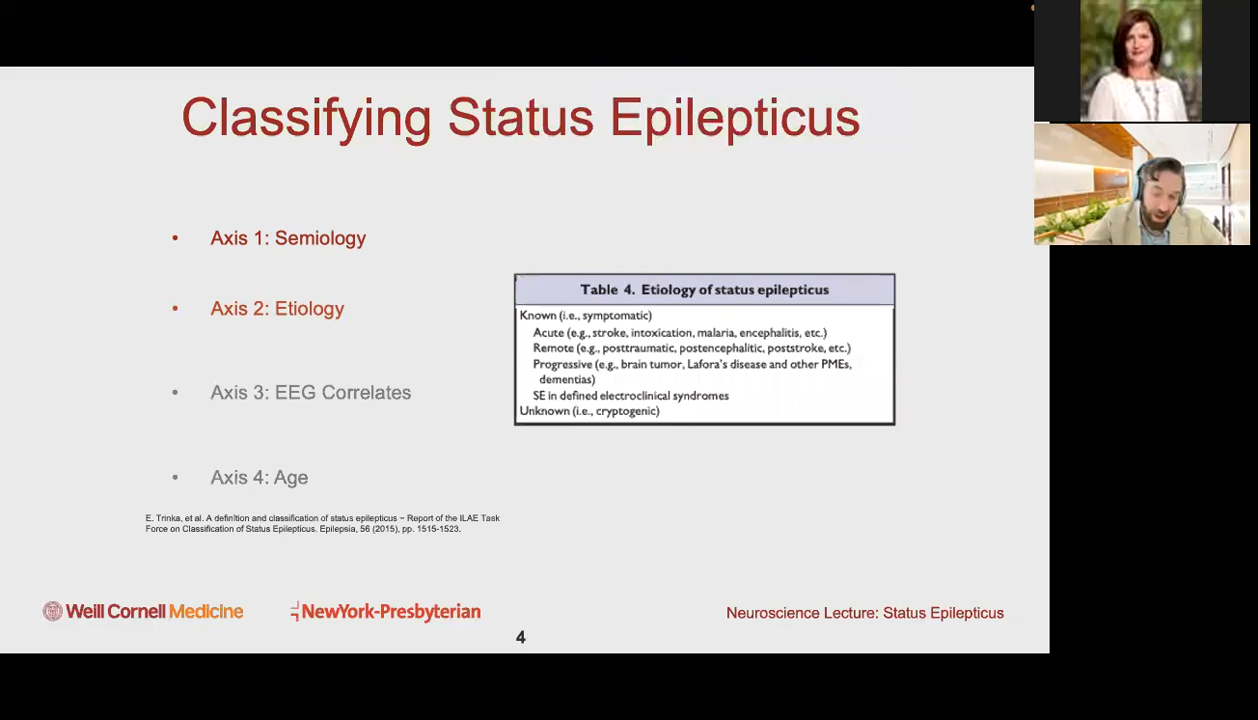 Classifying Status Epilepticus
• Axis 1: Semiology
• Axis 2: Etiology
• Axis 3: EEG Correlates
• Axis 4: Age
Table 4. Etiology of status epilepticus
Known (i.e., symptomatic)
Acute (e.g., stroke, intoxication, malaria, encephalitis, etc.)
Remote (e.g., posttraumatic, postencephalitic, poststroke, etc.)
Progressive (e.g., brain tumor, Lafora's disease and other PMEs,
dementias)
SE in defined electroclinical syndromes
Unknown (i.e., cryptogenic)
E. Trinka, et al. A definition and classification of status epilepticus – Report of the ILAE Task
Force on Classification of Status Epilepticus. Epilepsia, 56 (2015), pp. 1515-1523.
Weill Cornell Medicine
NewYork-Presbyterian
Neuroscience Lecture: Status Epilepticus
4